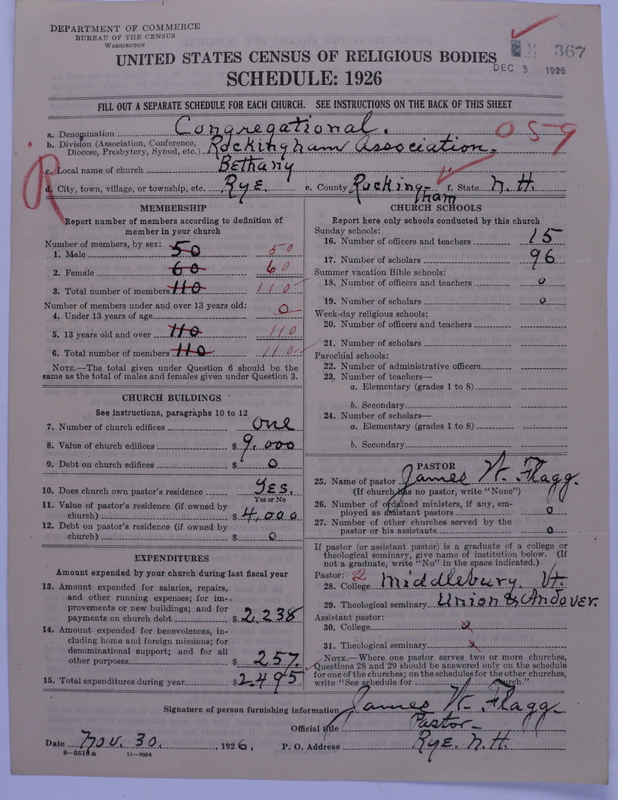 DEPARTMENT OF COMMERCE
BUREAU OF THE CENSUS
WASHINGTON
367
DEC 3 1926
UNITED STATES CENSUS OF RELIGIOUS BODIES
SCHEDULE: 1926
FILL OUT A SEPARATE SCHEDULE FOR EACH CHURCH. SEE INSTRUCTIONS ON THE BACK OF THIS SHEET
a. Denomination Congregational.
059
b. Division (Association, Conference, Diocese, Presbytery, Synod, etc.) Rockingham Association.
R
c. Local name of church Bethany
d. City, town, village, or township, etc. Rye. e. County Rockingham f. State N. H.
MEMBERSHIP
Report number of members according to definition of
member in your church
Number of members, by sex:
1. Male 50 50
2. Female 60 60
3. Total number of members 110 110
Number of members under and over 13 years old:
4. Under 13 years of age 0
5. 13 years old and over 110 110
6. Total number of members 110 110
NOTE.—The total given under Question 6 should be the
same as the total of males and females given under Question 3.
CHURCH BUILDINGS
See instructions, paragraphs 10 to 12
7. Number of church edifices one
8. Value of church edifices $ 9,000
9. Debt on church edifices $ 0
10. Does church own pastor's residence Yes.
Yes or No
11. Value of pastor's residence (if owned by
church) $ 4,000
12. Debt on pastor's residence (if owned by
church) $ 0
EXPENDITURES
Amount expended by your church during last fiscal year
13. Amount expended for salaries, repairs,
and other running expenses; for im-
provements or new buildings; and for
payments on church debt $ 2,238
14. Amount expended for benevolences, in-
cluding home and foreign missions; for
denominational support; and for all
other purposes $ 257
15. Total expenditures during year $ 2495
CHURCH SCHOOLS
Report here only schools conducted by this church
Sunday schools:
16. Number of officers and teachers 15
17. Number of scholars 96
Summer vacation Bible schools:
18. Number of officers and teachers 0
19. Number of scholars 0
Week-day religious schools:
20. Number of officers and teachers
21. Number of scholars
Parochial schools:
22. Number of administrative officers
23. Number of teachers—
a. Elementary (grades 1 to 8)
b. Secondary
24. Number of scholars—
a. Elementary (grades 1 to 8)
b. Secondary
PASTOR
25. Name of pastor James W. Flagg.
(If church has no pastor, write "None")
26. Number of ordained ministers, if any, em-
ployed as assistant pastors 0
27. Number of other churches served by the
pastor or his assistants 0
If pastor (or assistant pastor) is a graduate of a college or
theological seminary, give name of institution below. (If
not a graduate, write "No" in the space indicated.)
Pastor: 2
28. College Middlebury, Vt.
29. Theological seminary Union & Andover.
Assistant pastor:
30. College x
31. Theological seminary x
NOTE.—Where one pastor serves two or more churches,
Questions 28 and 29 should be answered only on the schedule
for one of the churches; on the schedules for the other churches,
write "See schedule for church."
Signature of person furnishing information James W. Flagg.
Official title Pastor
Date Nov. 30. , 1926. P. O. Address Rye. N. H.
8-5518a 11-9034